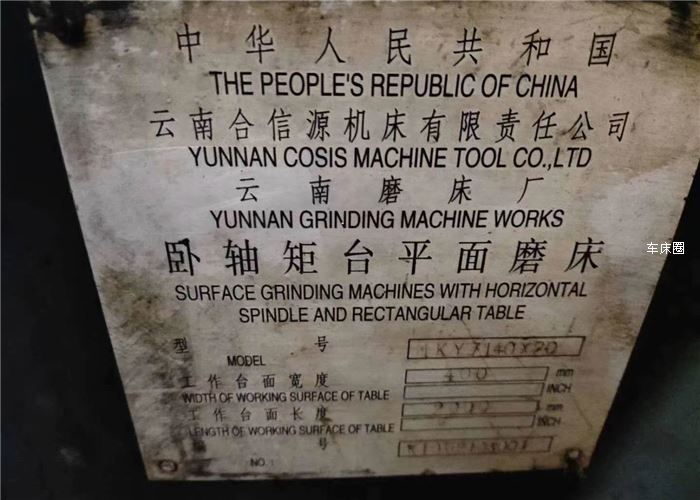 中华人民共和国
THE PEOPLE'S REPUBLIC OF CHINA
云南合信源机床有限责任公司
YUNNAN COSIS MACHINE TOOL CO.,LTD
云南磨床厂
YUNNAN GRINDING MACHINE WORKS
卧轴矩台平面磨床
车床圈
SURFACE GRINDING MACHINES WITH HORIZONTAL
SPINDLE AND RECTANGULAR TABLE
型号
MODEL
工作台面宽度 400 mm
WIDTH OF WORKING SURFACE OF TABLE INCH
工作台面长度 mm
LENGTH OF WORKING SURFACE OF TABLE INCH
号
NO.